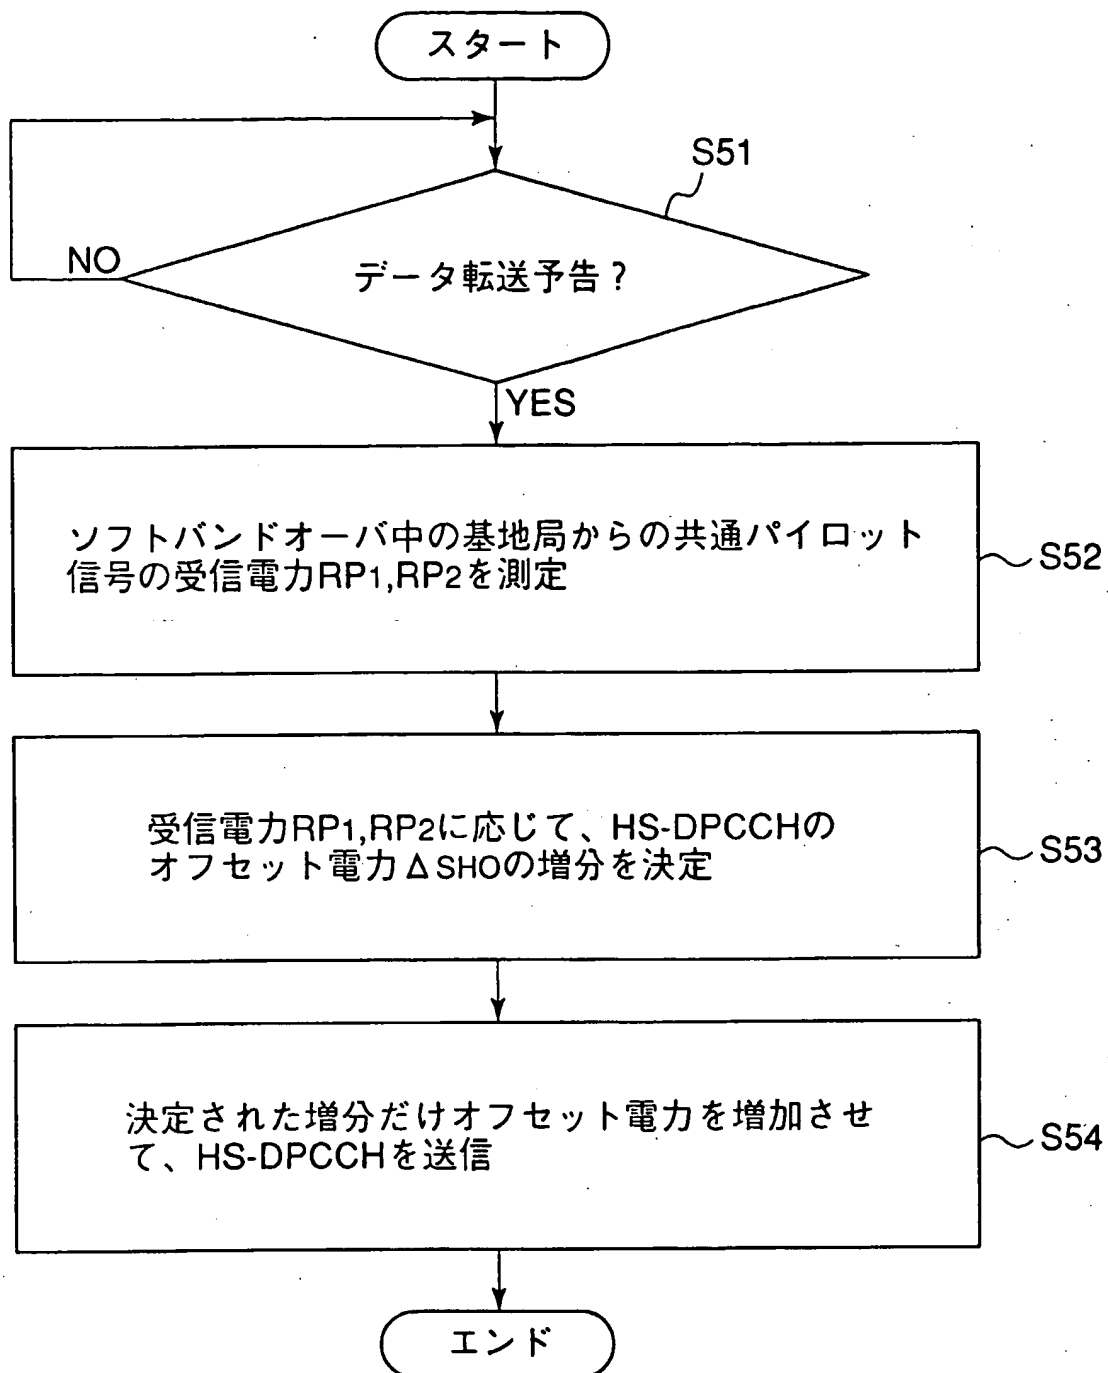 スタート
S51
NO
データ転送予告?
YES
ソフトバンドオーバ中の基地局からの共通パイロット
信号の受信電力RP1,RP2を測定
S52
受信電力RP1,RP2に応じて、HS-DPCCHの
オフセット電力ΔSHOの増分を決定
S53
決定された増分だけオフセット電力を増加させ
て、HS-DPCCHを送信
S54
エンド